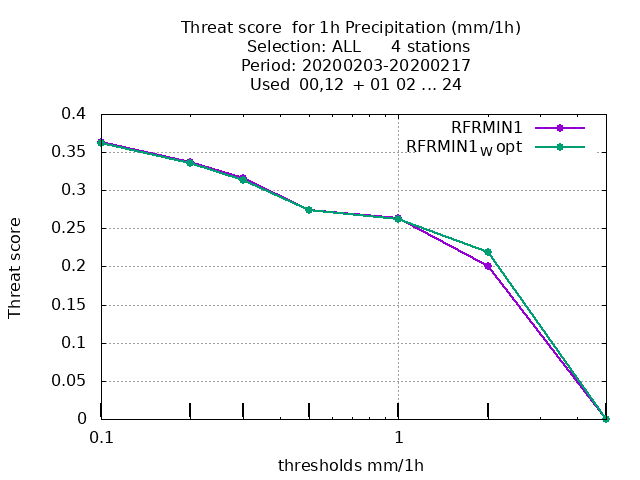 Threat score for 1h Precipitation (mm/1h)
Selection: ALL 4 stations
Period: 20200203-20200217
Used 00,12 + 01 02 ... 24
0.4
0.35
0.3
0.25
0.2
0.15
0.1
0.05
0
Threat score
RFRMIN1
RFRMIN1W opt
0.1 1
thresholds mm/1h